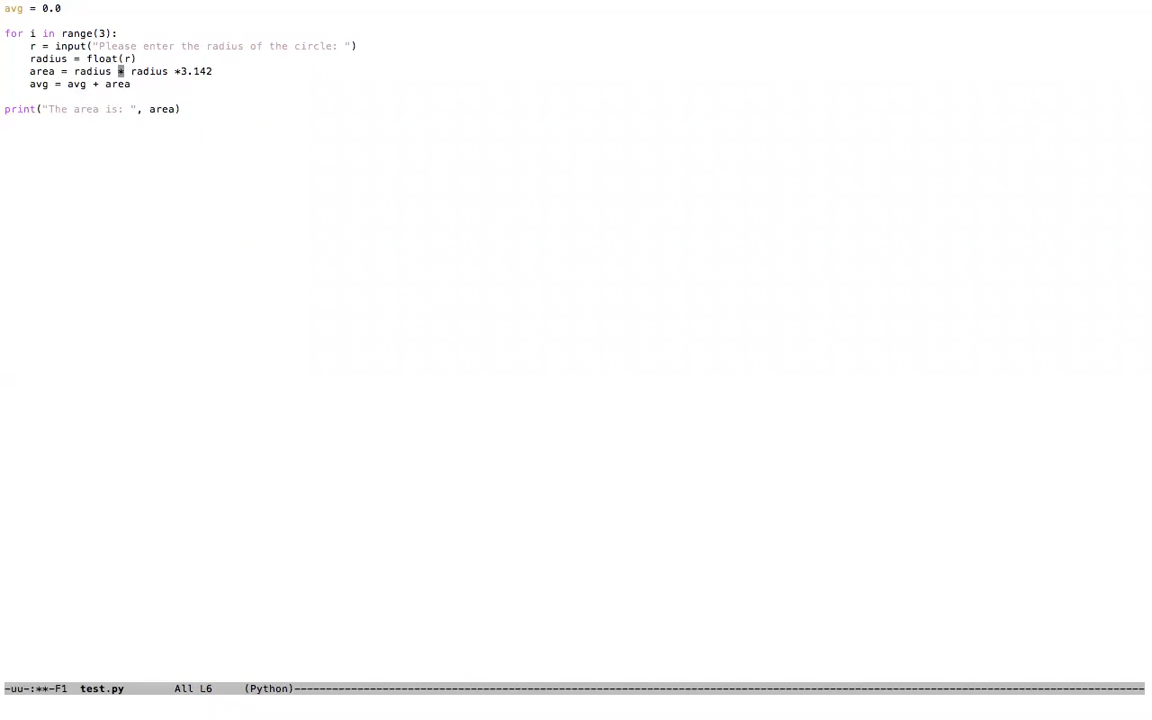 avg = 0.0
for i in range(3):
    r = input("Please enter the radius of the circle: ")
    radius = float(r)
    area = radius * radius *3.142
    avg = avg + area
print("The area is: ", area)
-uu-:**-F1  test.py        All L6     (Python)---------------------------------------------------------------------------------------------------------------------------------------